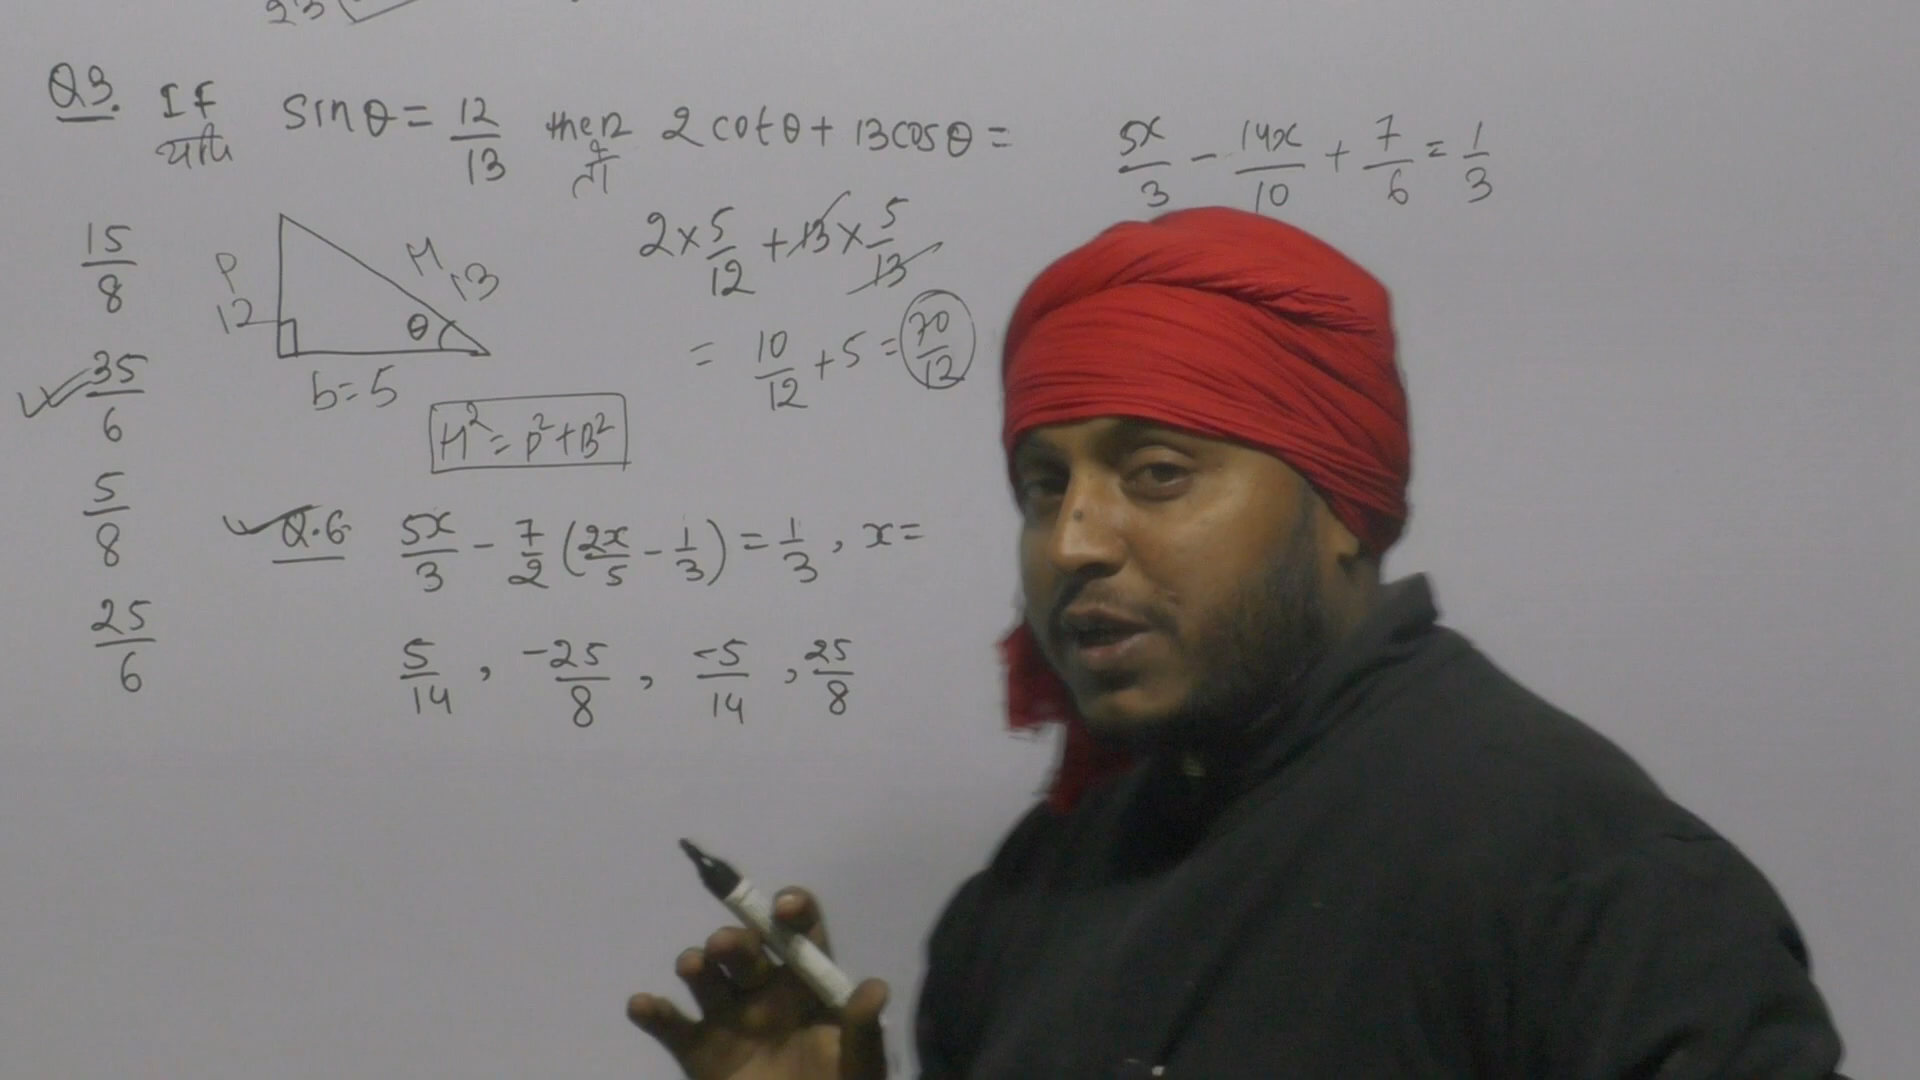 23
Q3. If sinθ = 12/13 then 2cotθ + 13cosθ =
यदि तो
15/8
35/6
5/8
25/6
P
12
H
13
θ
b=5
H² = P² + B²
2×5/12 + 13×5/13
= 10/12 + 5 = 70/12
Q.6 5x/3 - 7/2 (2x/5 - 1/3) = 1/3, x =
5/14, -25/8, -5/14, 25/8
5x/3 - 14x/10 + 7/6 = 1/3